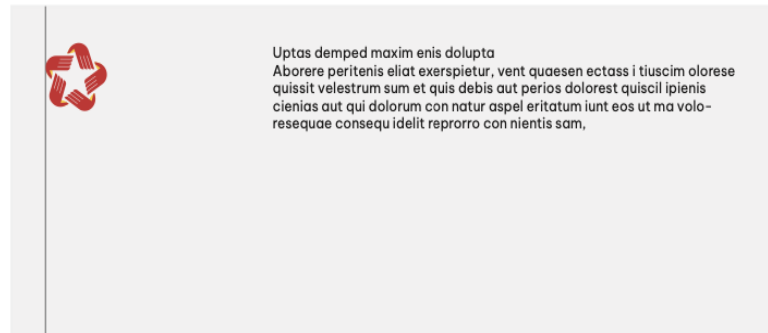 Uptas demped maxim enis dolupta
Aborere peritenis eliat exerspietur, vent quaesen ectass i tiuscim olorese
quissit velestrum sum et quis debis aut perios dolorest quiscil ipienis
cienias aut qui dolorum con natur aspel eritatum iunt eos ut ma volo-
resequae consequ idelit reprorro con nientis sam,